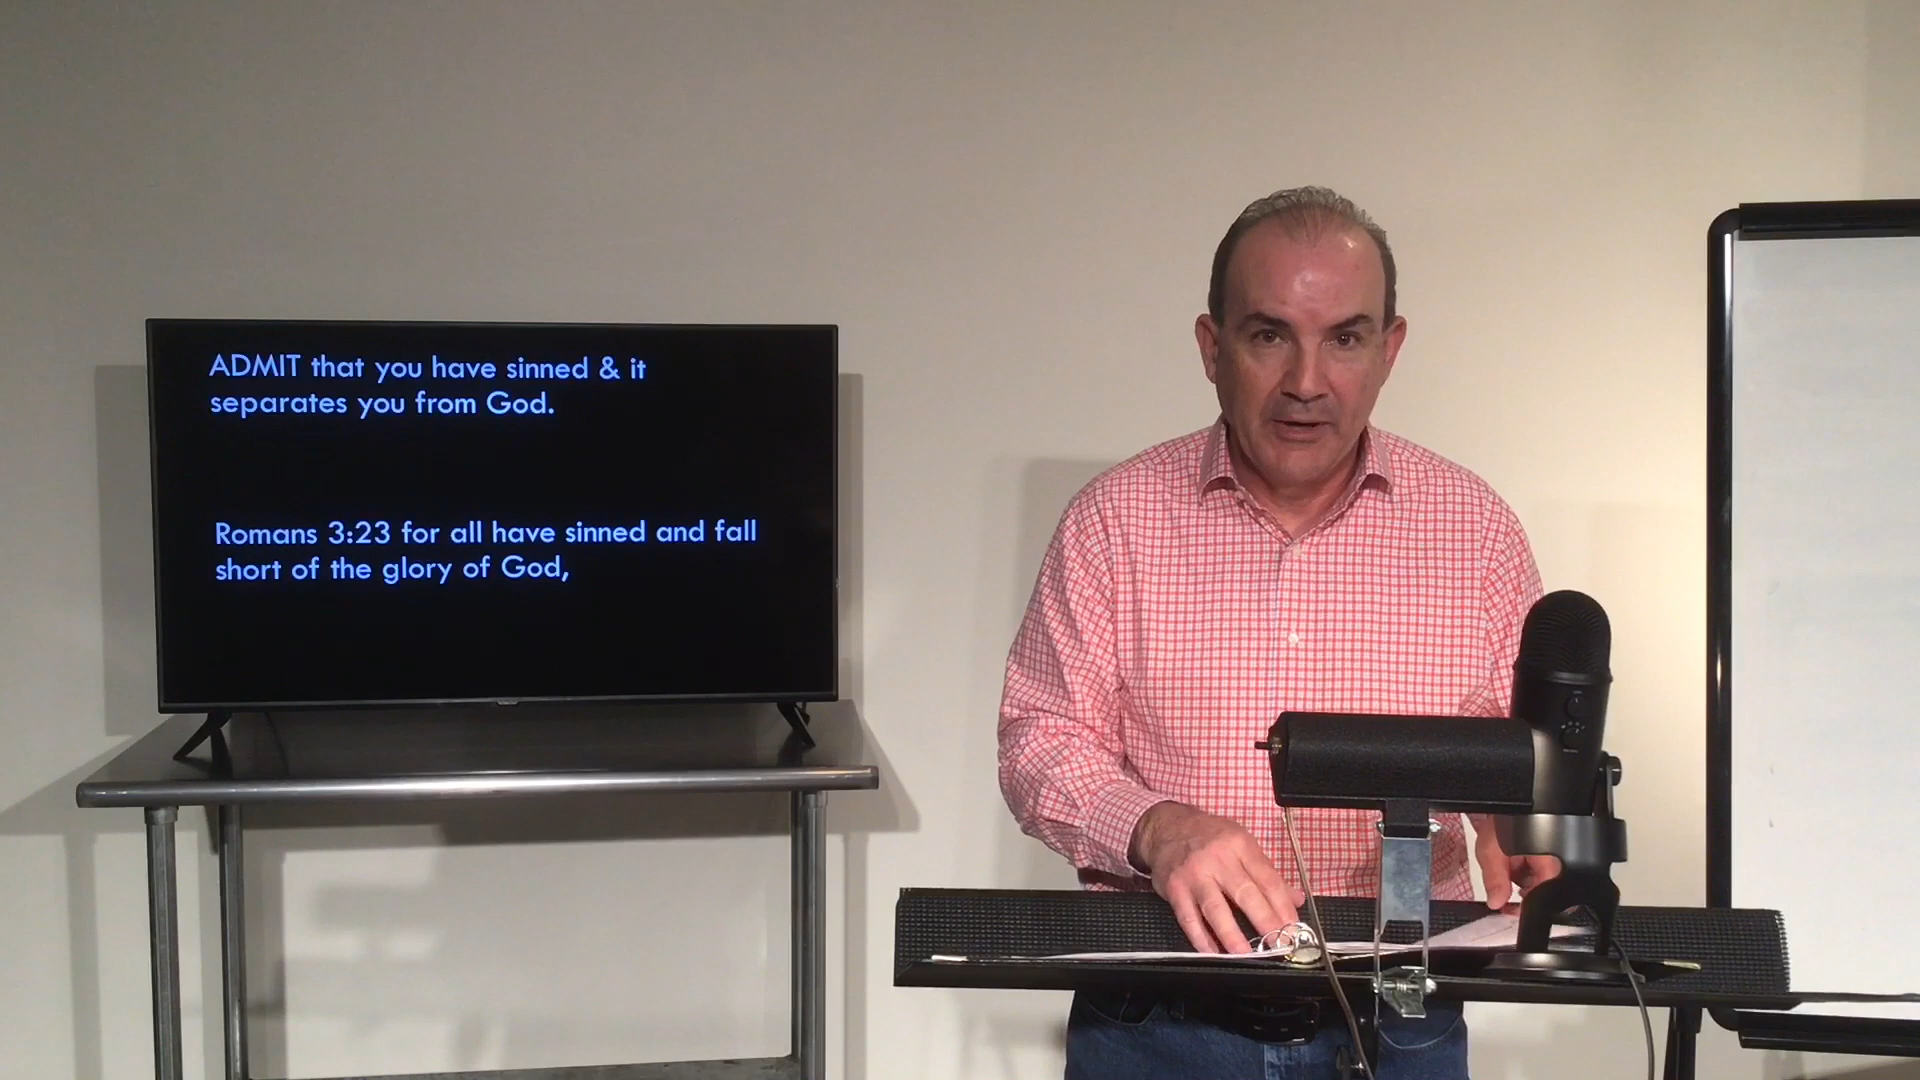 ADMIT that you have sinned & it
separates you from God.
Romans 3:23 for all have sinned and fall
short of the glory of God,